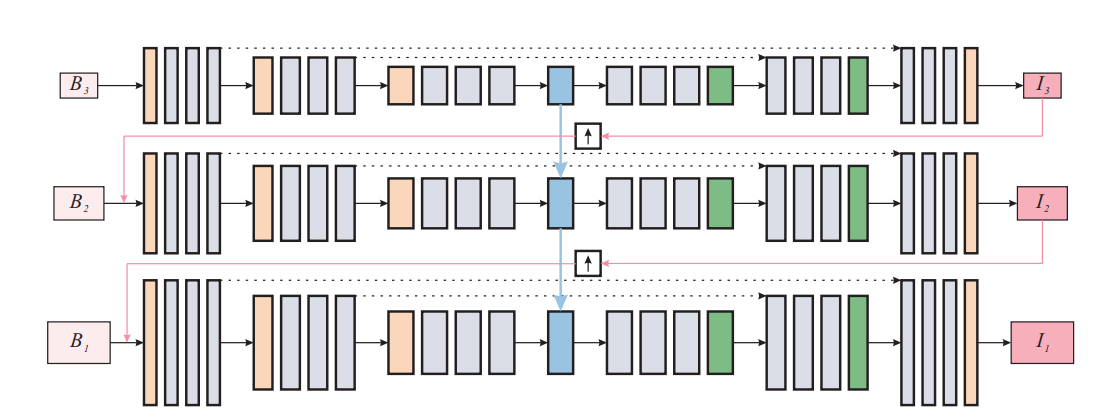 B₃ I₃
B₂ I₂
B₁ I₁